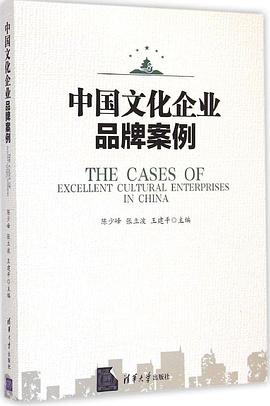 中国文化企业
品牌案例
THE CASES OF
EXCELLENT CULTURAL ENTERPRISES
IN CHINA
陈少峰 张立波 王建平 主编
清华大学出版社
中国文化企业
品牌案例
陈少峰 张立波 王建平 主编
清华大学出版社